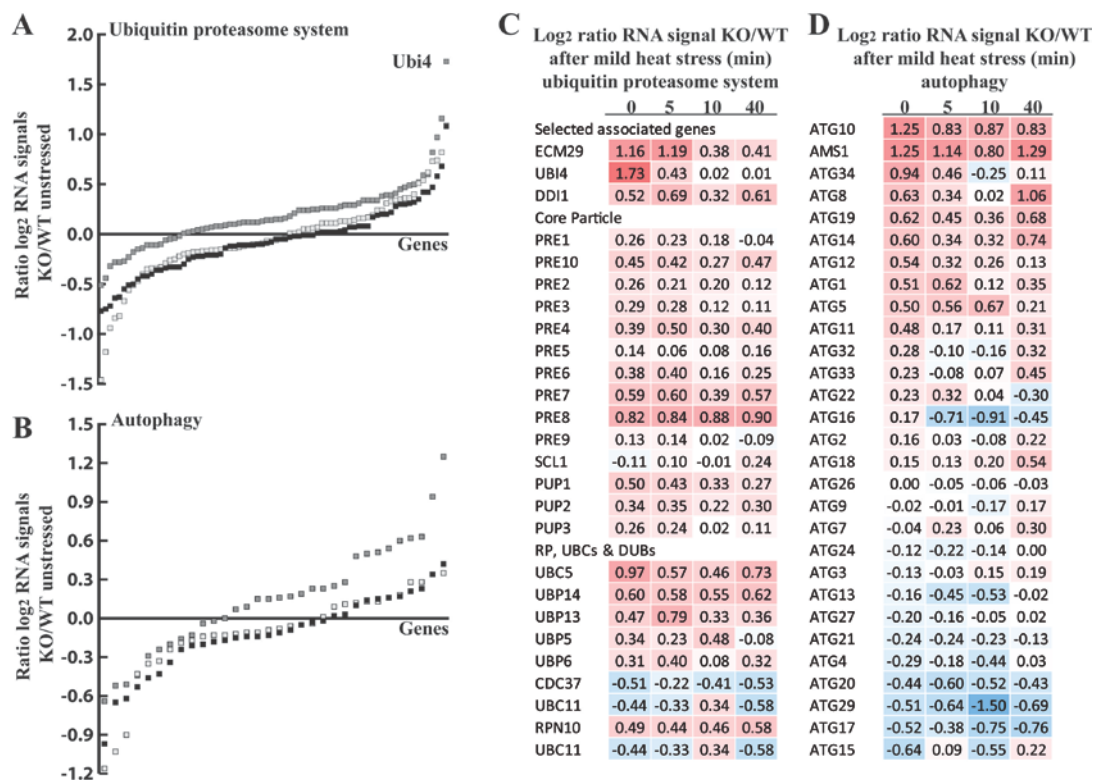 A
Ubiquitin proteasome system
2.0
1.5
1.0
0.5
0.0
-0.5
-1.0
-1.5
Ratio log2 RNA signals
KO/WT unstressed
Ubi4
Genes
B
Autophagy
1.5
1.2
0.9
0.6
0.3
0.0
-0.3
-0.6
-0.9
-1.2
Ratio log2 RNA signals
KO/WT unstressed
Genes
C
Log2 ratio RNA signal KO/WT
after mild heat stress (min)
ubiquitin proteasome system
0 5 10 40
Selected associated genes
ECM29 1.16 1.19 0.38 0.41
UBI4 1.73 0.43 0.02 0.01
DDI1 0.52 0.69 0.32 0.61
Core Particle
PRE1 0.26 0.23 0.18 -0.04
PRE10 0.45 0.42 0.27 0.47
PRE2 0.26 0.21 0.20 0.12
PRE3 0.29 0.28 0.12 0.11
PRE4 0.39 0.50 0.30 0.40
PRE5 0.14 0.06 0.08 0.16
PRE6 0.38 0.40 0.16 0.25
PRE7 0.59 0.60 0.39 0.57
PRE8 0.82 0.84 0.88 0.90
PRE9 0.13 0.14 0.02 -0.09
SCL1 -0.11 0.10 -0.01 0.24
PUP1 0.50 0.43 0.33 0.27
PUP2 0.34 0.35 0.22 0.30
PUP3 0.26 0.24 0.02 0.11
RP, UBCs & DUBs
UBC5 0.97 0.57 0.46 0.73
UBP14 0.60 0.58 0.55 0.62
UBP13 0.47 0.79 0.33 0.36
UBP5 0.34 0.23 0.48 -0.08
UBP6 0.31 0.40 0.08 0.32
CDC37 -0.51 -0.22 -0.41 -0.53
UBC11 -0.44 -0.33 0.34 -0.58
RPN10 0.49 0.44 0.46 0.58
UBC11 -0.44 -0.33 0.34 -0.58
D
Log2 ratio RNA signal KO/WT
after mild heat stress (min)
autophagy
0 5 10 40
ATG10 1.25 0.83 0.87 0.83
AMS1 1.25 1.14 0.80 1.29
ATG34 0.94 0.46 -0.25 0.11
ATG8 0.63 0.34 0.02 1.06
ATG19 0.62 0.45 0.36 0.68
ATG14 0.60 0.34 0.32 0.74
ATG12 0.54 0.32 0.26 0.13
ATG1 0.51 0.62 0.12 0.35
ATG5 0.50 0.56 0.67 0.21
ATG11 0.48 0.17 0.11 0.31
ATG32 0.28 -0.10 -0.16 0.32
ATG33 0.23 -0.08 0.07 0.45
ATG22 0.23 0.32 0.04 -0.30
ATG16 0.17 -0.71 -0.91 -0.45
ATG2 0.16 0.03 -0.08 0.22
ATG18 0.15 0.13 0.20 0.54
ATG26 0.00 -0.05 -0.06 -0.03
ATG9 -0.02 -0.01 -0.17 0.17
ATG7 -0.04 0.23 0.06 0.30
ATG24 -0.12 -0.22 -0.14 0.00
ATG3 -0.13 -0.03 0.15 0.19
ATG13 -0.16 -0.45 -0.53 -0.02
ATG27 -0.20 -0.16 -0.05 0.02
ATG21 -0.24 -0.24 -0.23 -0.13
ATG4 -0.29 -0.18 -0.44 0.03
ATG20 -0.44 -0.60 -0.52 -0.43
ATG29 -0.51 -0.64 -1.50 -0.69
ATG17 -0.52 -0.38 -0.75 -0.76
ATG15 -0.64 0.09 -0.55 0.22